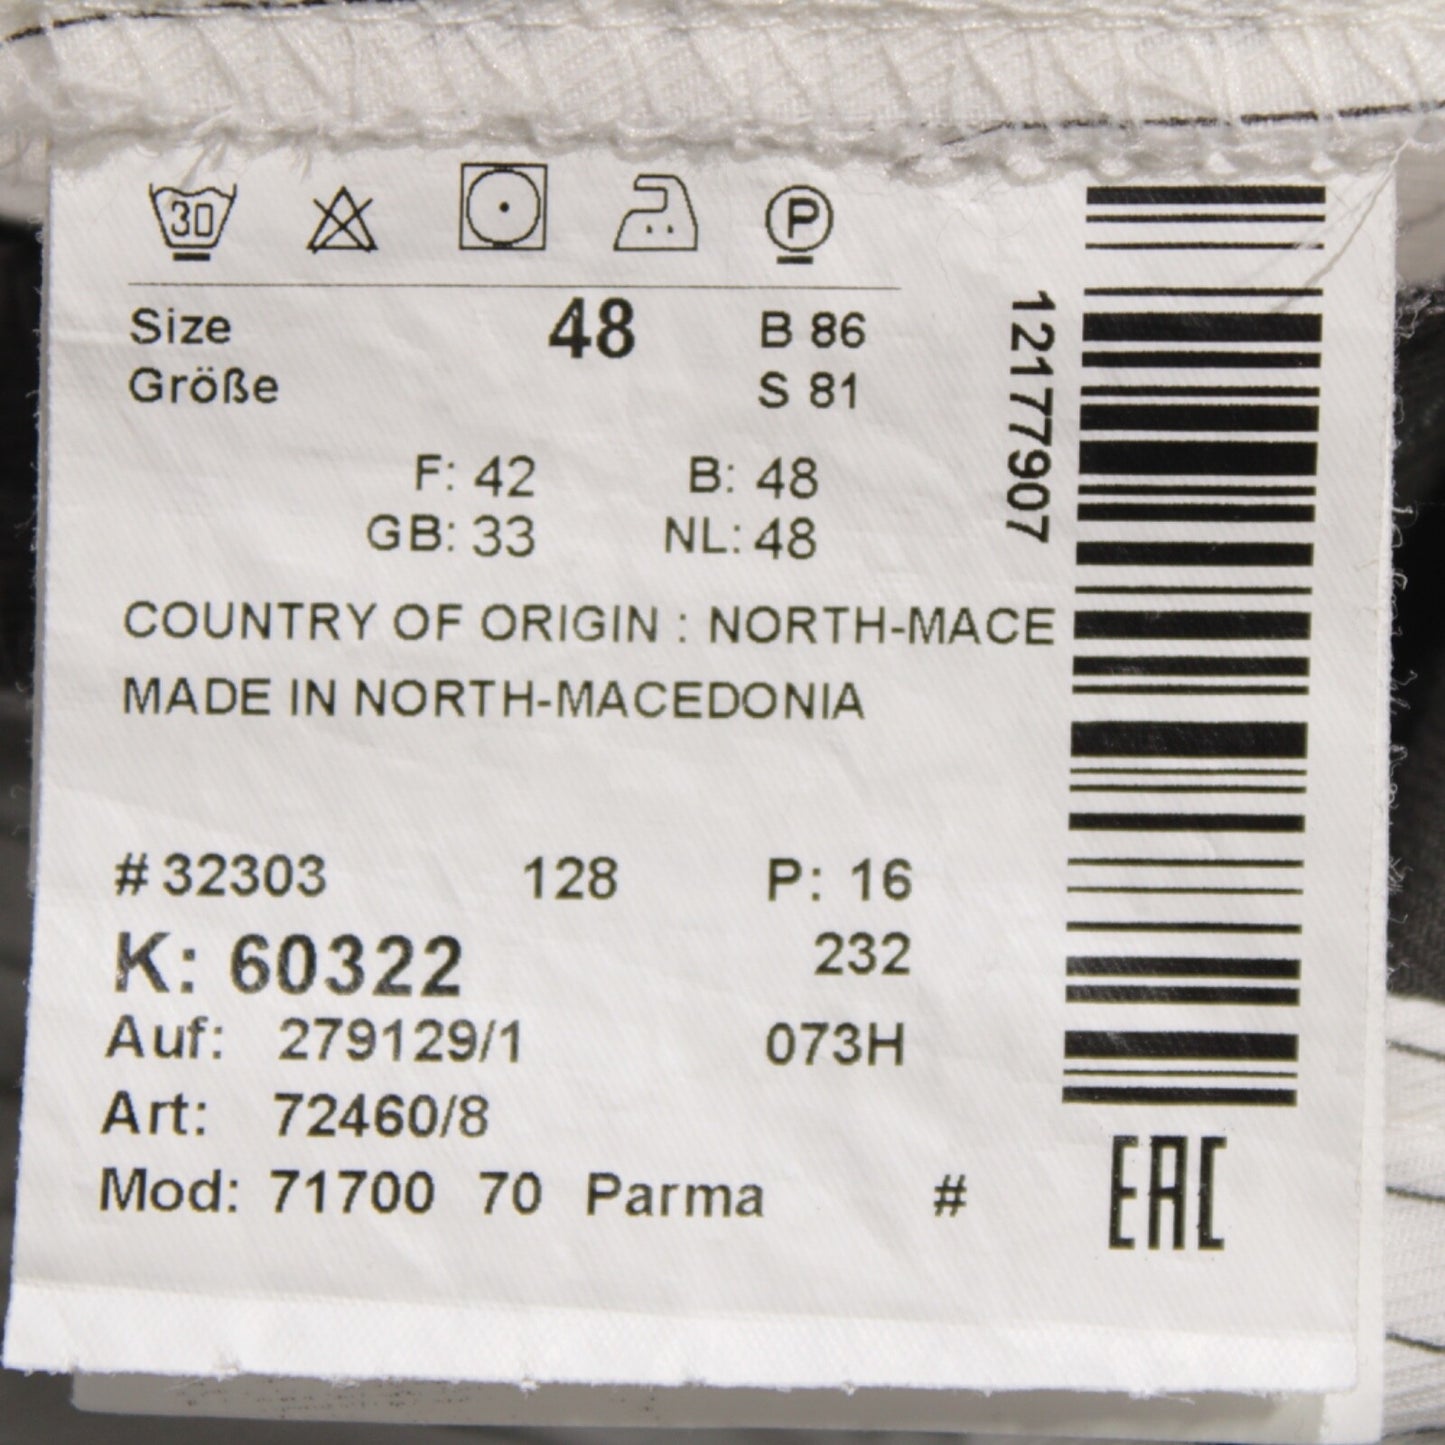 30 P
Size 48 B 86
Größe S 81
F: 42 B: 48
GB: 33 NL: 48
COUNTRY OF ORIGIN : NORTH-MACE
MADE IN NORTH-MACEDONIA
#32303 128 P: 16
K: 60322 232
Auf: 279129/1 073H
Art: 72460/8
Mod: 71700 70 Parma #
12177907
EAC